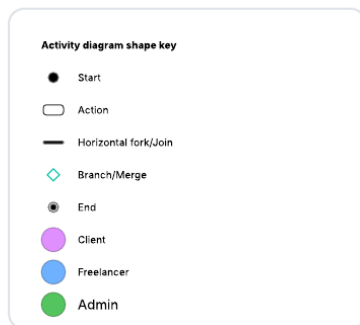 Activity diagram shape key
Start
Action
Horizontal fork/Join
Branch/Merge
End
Client
Freelancer
Admin